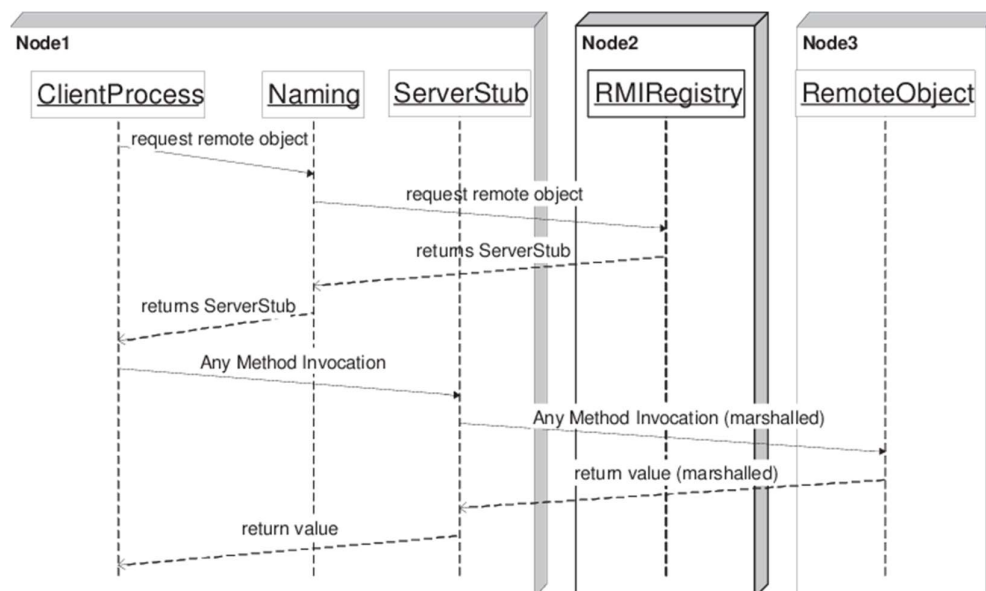 Node1
Node2
Node3
ClientProcess
Naming
ServerStub
RMIRegistry
RemoteObject
request remote object
request remote object
returns ServerStub
returns ServerStub
Any Method Invocation
Any Method Invocation (marshalled)
return value (marshalled)
return value